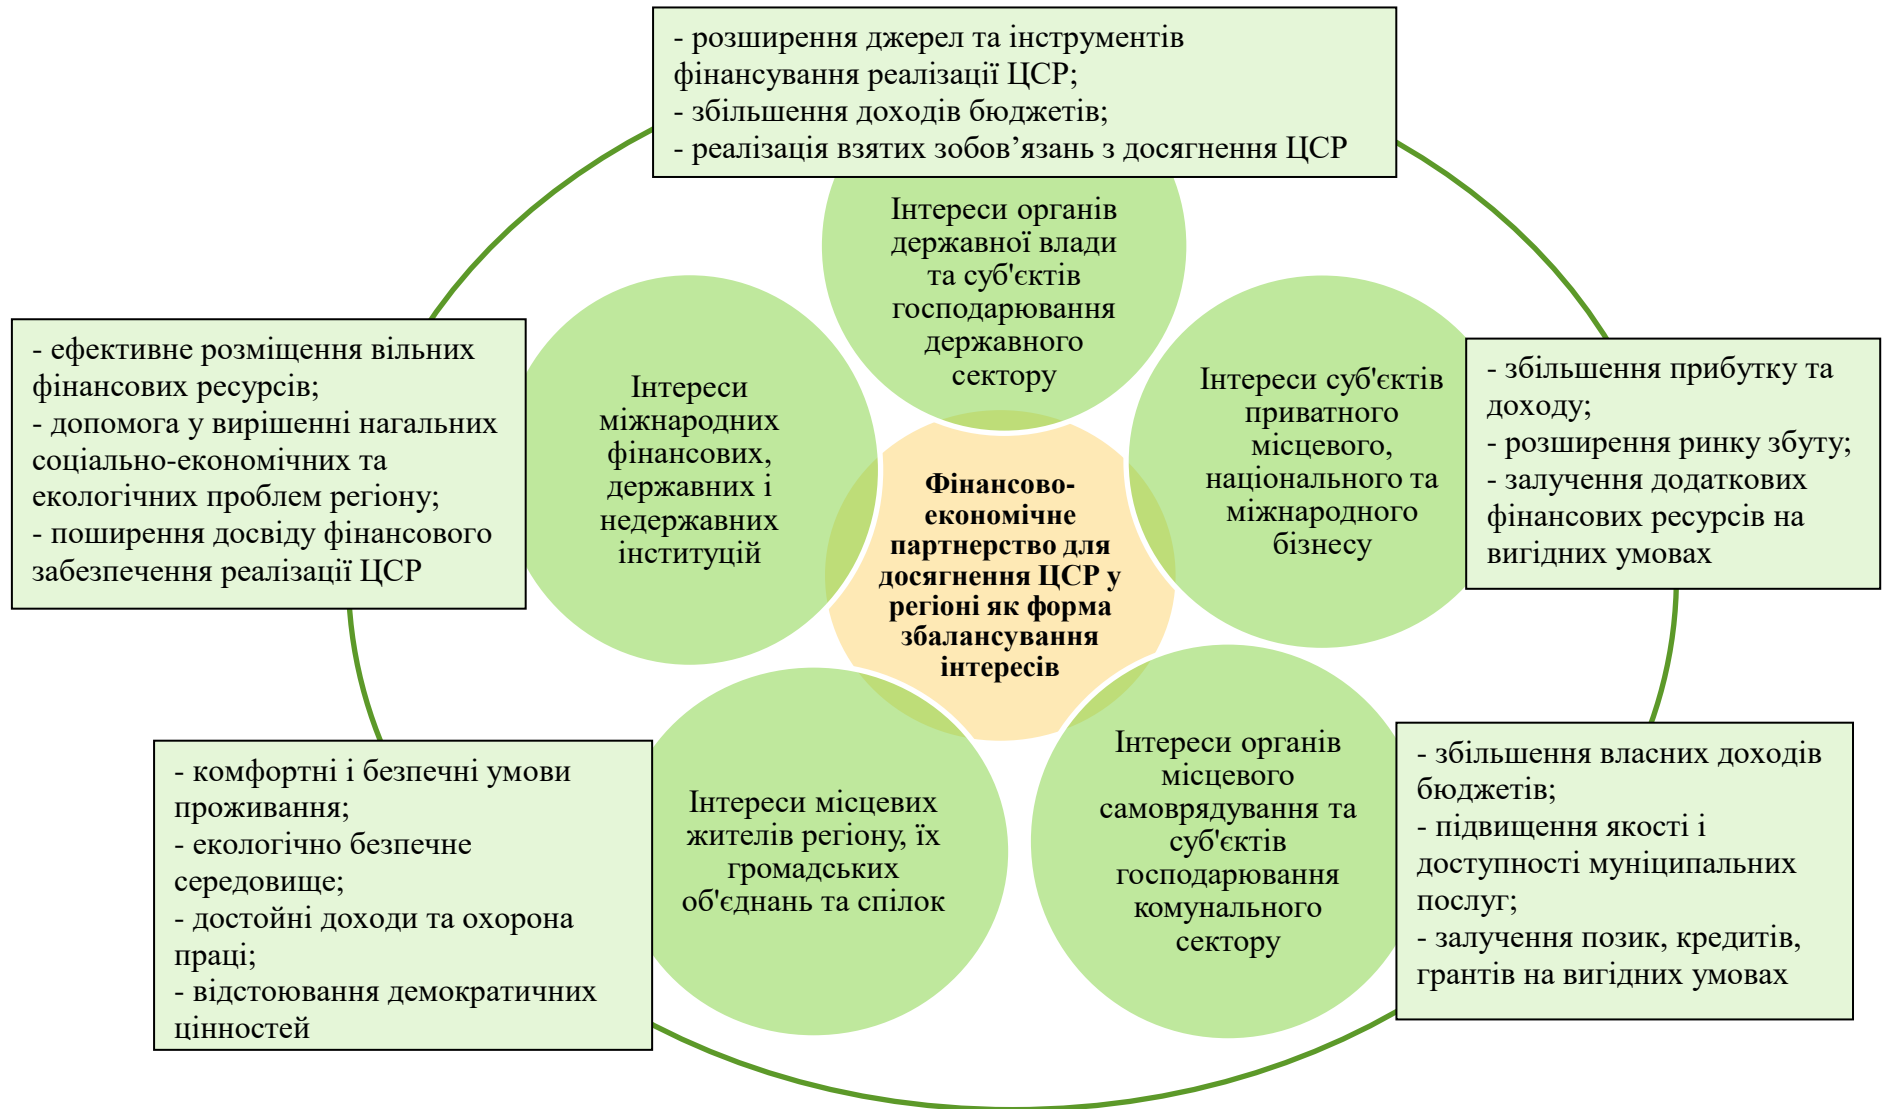 - розширення джерел та інструментів
фінансування реалізації ЦСР;
- збільшення доходів бюджетів;
- реалізація взятих зобов’язань з досягнення ЦСР
Інтереси органів
державної влади
та суб'єктів
господарювання
державного
сектору
- ефективне розміщення вільних
фінансових ресурсів;
- допомога у вирішенні нагальних
соціально-економічних та
екологічних проблем регіону;
- поширення досвіду фінансового
забезпечення реалізації ЦСР
Інтереси
міжнародних
фінансових,
державних і
недержавних
інституцій
Фінансово-
економічне
партнерство для
досягнення ЦСР у
регіоні як форма
збалансування
інтересів
Інтереси суб'єктів
приватного
місцевого,
національного та
міжнародного
бізнесу
- збільшення прибутку та
доходу;
- розширення ринку збуту;
- залучення додаткових
фінансових ресурсів на
вигідних умовах
- комфортні і безпечні умови
проживання;
- екологічно безпечне
середовище;
- достойні доходи та охорона
праці;
- відстоювання демократичних
цінностей
Інтереси місцевих
жителів регіону, їх
громадських
об'єднань та спілок
Інтереси органів
місцевого
самоврядування та
суб'єктів
господарювання
комунального
сектору
- збільшення власних доходів
бюджетів;
- підвищення якості і
доступності муніципальних
послуг;
- залучення позик, кредитів,
грантів на вигідних умовах